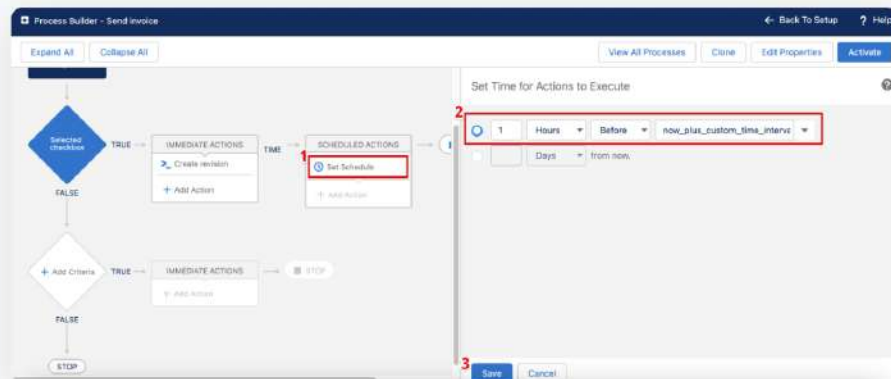 Process Builder - Send invoice
Back To Setup
? Help
Expand All
Collapse All
View All Processes
Clone
Edit Properties
Activate
Selected checkbox
TRUE
IMMEDIATE ACTIONS
Create revision
+ Add Action
TIME
SCHEDULED ACTIONS
1
Set Schedule
+ Add Action
FALSE
+ Add Criteria
TRUE
IMMEDIATE ACTIONS
+ Add Action
STOP
FALSE
STOP
Set Time for Actions to Execute
2
1 Hours Before now_plus_custom_time_interva
Days from now.
3
Save
Cancel